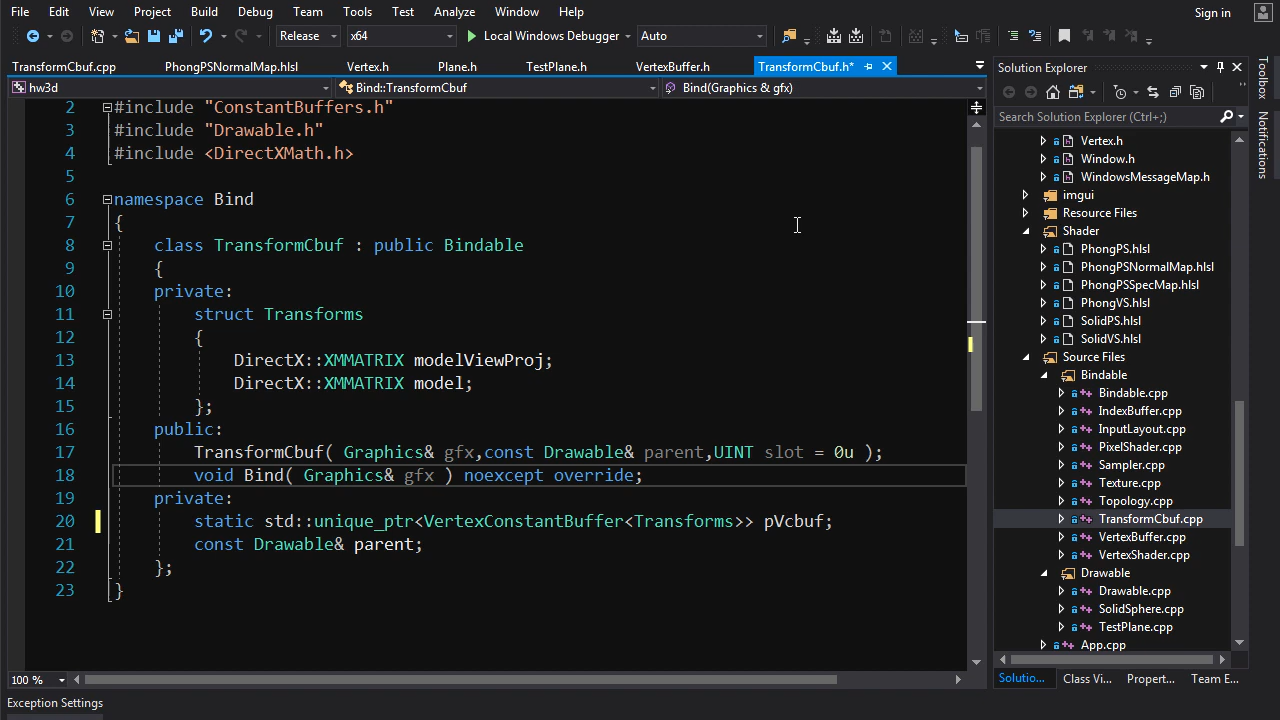 File Edit View Project Build Debug Team Tools Test Analyze Window Help Sign in
Release x64 Local Windows Debugger Auto
TransformCbuf.cpp PhongPSNormalMap.hlsl Vertex.h Plane.h TestPlane.h VertexBuffer.h TransformCbuf.h*
hw3d Bind::TransformCbuf Bind(Graphics & gfx)
2 #include "ConstantBuffers.h"
3 #include "Drawable.h"
4 #include <DirectXMath.h>
5
6 namespace Bind
7 {
8 class TransformCbuf : public Bindable
9 {
10 private:
11 struct Transforms
12 {
13 DirectX::XMMATRIX modelViewProj;
14 DirectX::XMMATRIX model;
15 };
16 public:
17 TransformCbuf( Graphics& gfx,const Drawable& parent,UINT slot = 0u );
18 void Bind( Graphics& gfx ) noexcept override;
19 private:
20 static std::unique_ptr<VertexConstantBuffer<Transforms>> pVcbuf;
21 const Drawable& parent;
22 };
23 }
100 %
Exception Settings
Solution Explorer
Search Solution Explorer (Ctrl+;)
Vertex.h
Window.h
WindowsMessageMap.h
imgui
Resource Files
Shader
PhongPS.hlsl
PhongPSNormalMap.hlsl
PhongPSSpecMap.hlsl
PhongVS.hlsl
SolidPS.hlsl
SolidVS.hlsl
Source Files
Bindable
Bindable.cpp
IndexBuffer.cpp
InputLayout.cpp
PixelShader.cpp
Sampler.cpp
Texture.cpp
Topology.cpp
TransformCbuf.cpp
VertexBuffer.cpp
VertexShader.cpp
Drawable
Drawable.cpp
SolidSphere.cpp
TestPlane.cpp
App.cpp
Solutio... Class Vi... Propert... Team E...
Toolbox
Notifications